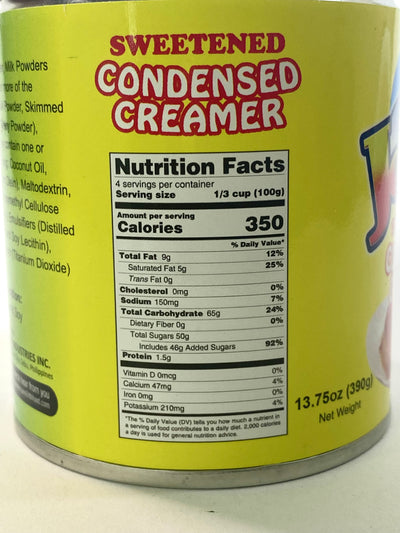 SWEETENED
CONDENSED
CREAMER
Milk Powders
more of the
Powder, Skimmed
Powder),
contain one or
Coconut Oil,
Maltodextrin,
Cellulose
Emulsifiers (Distilled
Soy Lecithin),
Titanium Dioxide)
INDUSTRIES INC.
Philippines
hear from you
Nutrition Facts
4 servings per container
Serving size 1/3 cup (100g)
Amount per serving
Calories 350
% Daily Value*
Total Fat 9g 12%
Saturated Fat 5g 25%
Trans Fat 0g
Cholesterol 0mg 0%
Sodium 150mg 7%
Total Carbohydrate 65g 24%
Dietary Fiber 0g 0%
Total Sugars 50g
Includes 46g Added Sugars 92%
Protein 1.5g
Vitamin D 0mcg 0%
Calcium 47mg 4%
Iron 0mg 0%
Potassium 210mg 4%
*The % Daily Value (DV) tells you how much a nutrient in
a serving of food contributes to a daily diet. 2,000 calories
a day is used for general nutrition advics.
13.75oz (390g)
Net Weight